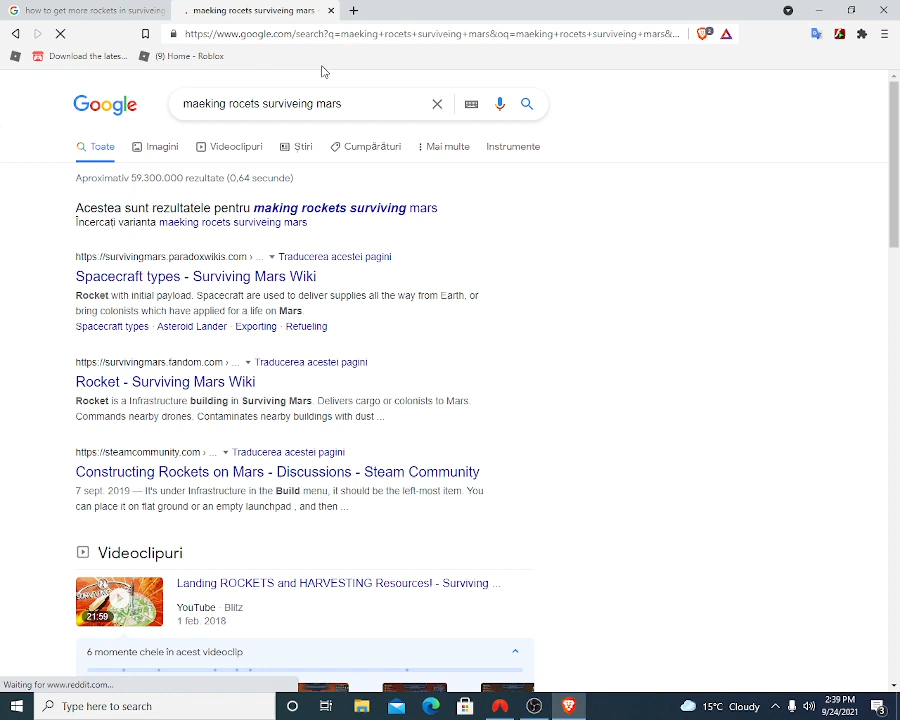 how to get more rockets in surviveing
maeking rocets surviveing mars
https://www.google.com/search?q=maeking+rocets+surviveing+mars&oq=maeking+rocets+surviveing+mars&...
2
Download the lates...
(9) Home - Roblox
Google
maeking rocets surviveing mars
Toate
Imagini
Videoclipuri
Știri
Cumpărături
Mai multe
Instrumente
Aproximativ 59.300.000 rezultate (0,64 secunde)
Acestea sunt rezultatele pentru making rockets surviving mars
Încercați varianta maeking rocets surviveing mars
https://survivingmars.paradoxwikis.com › ... Traducerea acestei pagini
Spacecraft types - Surviving Mars Wiki
Rocket with initial payload. Spacecraft are used to deliver supplies all the way from Earth, or
bring colonists which have applied for a life on Mars.
Spacecraft types · Asteroid Lander · Exporting · Refueling
https://survivingmars.fandom.com › ... Traducerea acestei pagini
Rocket - Surviving Mars Wiki
Rocket is a Infrastructure building in Surviving Mars. Delivers cargo or colonists to Mars.
Commands nearby drones. Contaminates nearby buildings with dust ...
https://steamcommunity.com › ... Traducerea acestei pagini
Constructing Rockets on Mars - Discussions - Steam Community
7 sept. 2019 — It's under Infrastructure in the Build menu, it should be the left-most item. You
can place it on flat ground or an empty launchpad , and then ...
Videoclipuri
Landing ROCKETS and HARVESTING Resources! - Surviving ...
YouTube · Blitz
1 feb. 2018
21:59
6 momente cheie în acest videoclip
Waiting for www.reddit.com...
Type here to search
15°C Cloudy
2:39 PM
9/24/2021
3